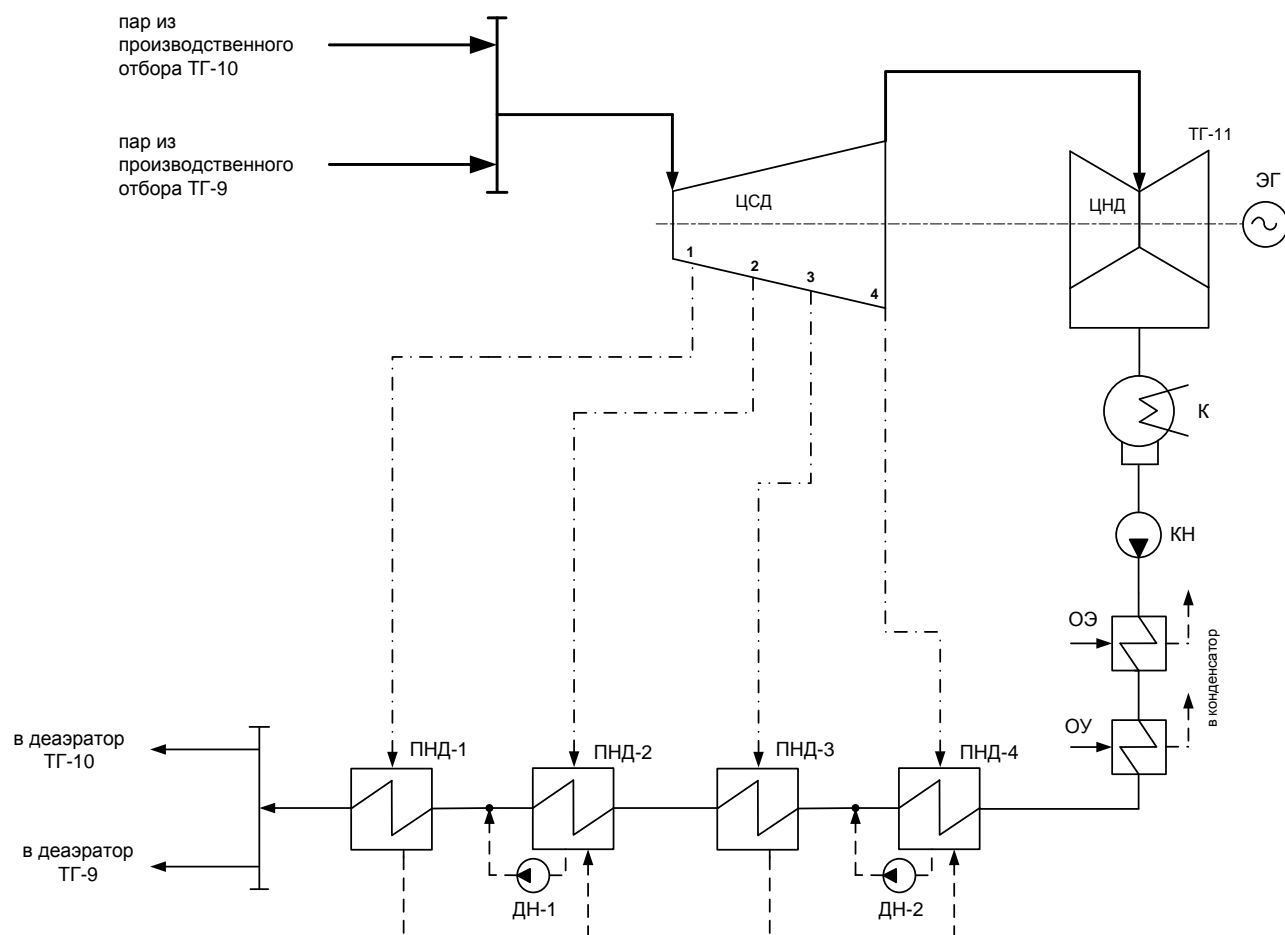 пар из
производственного
отбора ТГ-10
пар из
производственного
отбора ТГ-9
ТГ-11
ЭГ
ЦСД
ЦНД
1
2
3
4
К
КН
ОЭ
в конденсатор
ОУ
в деаэратор
ТГ-10
ПНД-1
ПНД-2
ПНД-3
ПНД-4
в деаэратор
ТГ-9
ДН-1
ДН-2